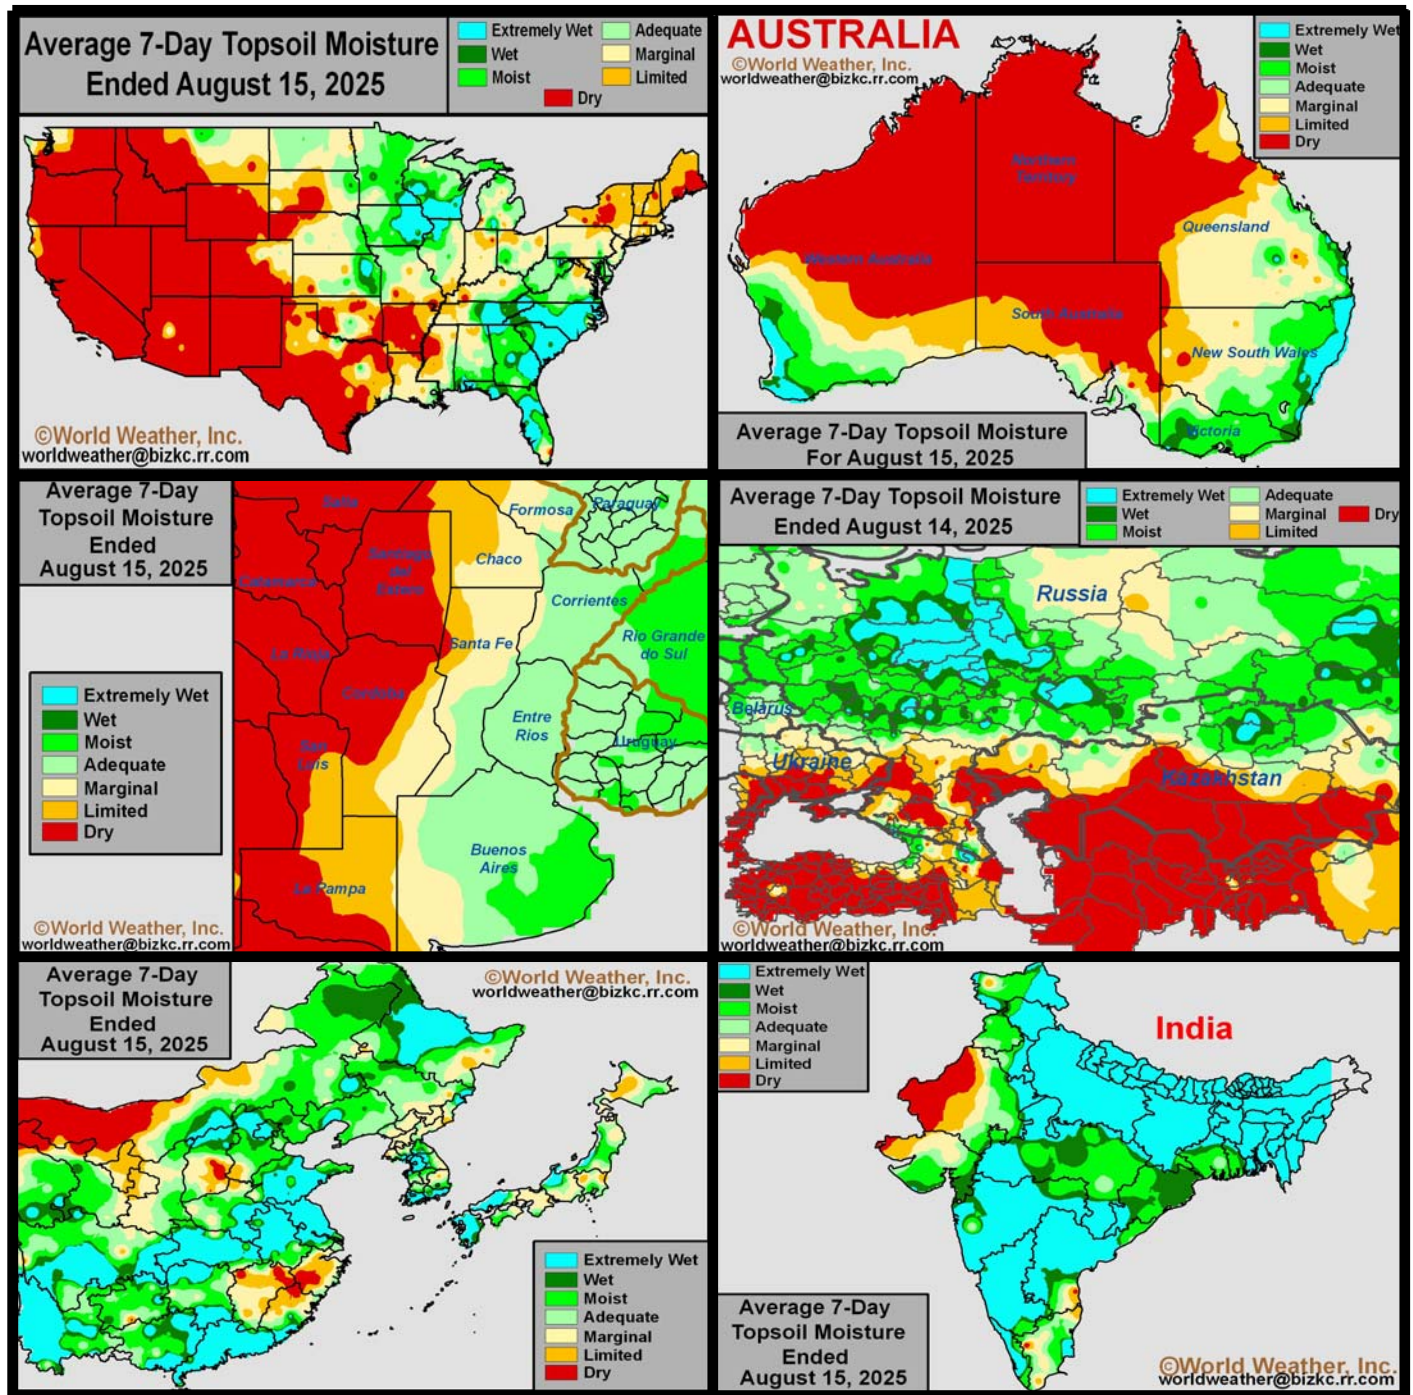 Average 7-Day Topsoil Moisture
Ended August 15, 2025
Extremely Wet
Wet
Moist
Adequate
Marginal
Limited
Dry
©World Weather, Inc.
worldweather@bizkc.rr.com
AUSTRALIA
©World Weather, Inc.
worldweather@bizkc.rr.com
Extremely Wet
Wet
Moist
Adequate
Marginal
Limited
Dry
Northern
Territory
Queensland
Western Australia
South Australia
New South Wales
Victoria
Average 7-Day Topsoil Moisture
For August 15, 2025
Average 7-Day
Topsoil Moisture
Ended
August 15, 2025
Salta
Formosa
Paraguay
Santiago
del
Estero
Chaco
Catamarca
Corrientes
La Rioja
Santa Fe
Rio Grande
do Sul
Cordoba
Entre
Rios
San
Luis
Uruguay
Buenos
Aires
La Pampa
Extremely Wet
Wet
Moist
Adequate
Marginal
Limited
Dry
©World Weather, Inc.
worldweather@bizkc.rr.com
Average 7-Day Topsoil Moisture
Ended August 14, 2025
Extremely Wet
Wet
Moist
Adequate
Marginal
Limited
Dry
Russia
Belarus
Ukraine
Kazakhstan
©World Weather, Inc.
worldweather@bizkc.rr.com
Average 7-Day
Topsoil Moisture
Ended
August 15, 2025
©World Weather, Inc.
worldweather@bizkc.rr.com
Extremely Wet
Wet
Moist
Adequate
Marginal
Limited
Dry
Extremely Wet
Wet
Moist
Adequate
Marginal
Limited
Dry
India
Average 7-Day
Topsoil Moisture
Ended
August 15, 2025
©World Weather, Inc.
worldweather@bizkc.rr.com